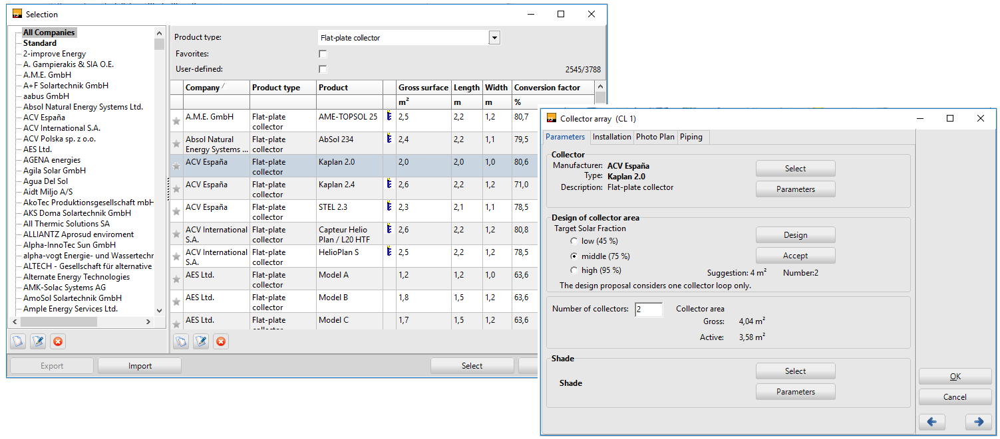 Selection
All Companies
Standard
2-improve Energy
A. Gampierakis & SIA O.E.
A.M.E. GmbH
A+F Solartechnik GmbH
aabus GmbH
Absol Natural Energy Systems Ltd.
ACV España
ACV International S.A.
ACV Polska sp. z o.o.
AES Ltd.
AGENA energies
Agila Solar GmbH
Agua Del Sol
Aidt Miljo A/S
AkoTec Produktionsgesellschaft mbH
AKS Doma Solartechnik GmbH
All Thermic Solutions SA
ALLIANTZ Aprosud enviroment
Alpha-InnoTec Sun GmbH
alpha-vogt Energie- und Wassertechr
ALTECH - Gesellschaft für alternative
Alternate Energy Technologies
AMK-Solac Systems AG
AmoSol Solartechnik GmbH
Ample Energy Services Ltd.
Export
Import
Product type:
Flat-plate collector
Favorites:
User-defined:
2545/3788
Company Product type Product Gross surface Length Width Conversion factor
m² m m %
A.M.E. GmbH Flat-plate collector AME-TOPSOL 25 2,5 2,2 1,2 80,7
Absol Natural Energy Systems ... Flat-plate collector AbSol 234 2,4 2,2 1,1 79,5
ACV España Flat-plate collector Kaplan 2.0 2,0 2,0 1,0 80,6
ACV España Flat-plate collector Kaplan 2.4 2,6 2,2 1,2 71,0
ACV España Flat-plate collector STEL 2.3 2,3 2,1 1,1 78,5
ACV International S.A. Flat-plate collector Capteur Helio Plan / L20 HTF 2,6 2,2 1,2 80,8
ACV International S.A. Flat-plate collector HelioPlan S 2,5 2,2 1,2 78,5
AES Ltd. Flat-plate collector Model A 1,2 1,2 1,0 63,6
AES Ltd. Flat-plate collector Model B 1,8 1,5 1,2 63,6
AES Ltd. Flat-plate collector Model C 1,7 1,5 1,2 63,6
Select
Collector array (CL 1)
Parameters Installation Photo Plan Piping
Collector
Manufacturer: ACV España
Type: Kaplan 2.0
Description: Flat-plate collector
Select
Parameters
Design of collector area
Target Solar Fraction
low (45 %)
middle (75 %)
high (95 %)
Design
Accept
Suggestion: 4 m² Number:2
The design proposal considers one collector loop only.
Number of collectors: 2
Collector area
Gross: 4,04 m²
Active: 3,58 m²
Shade
Shade
Select
Parameters
OK
Cancel